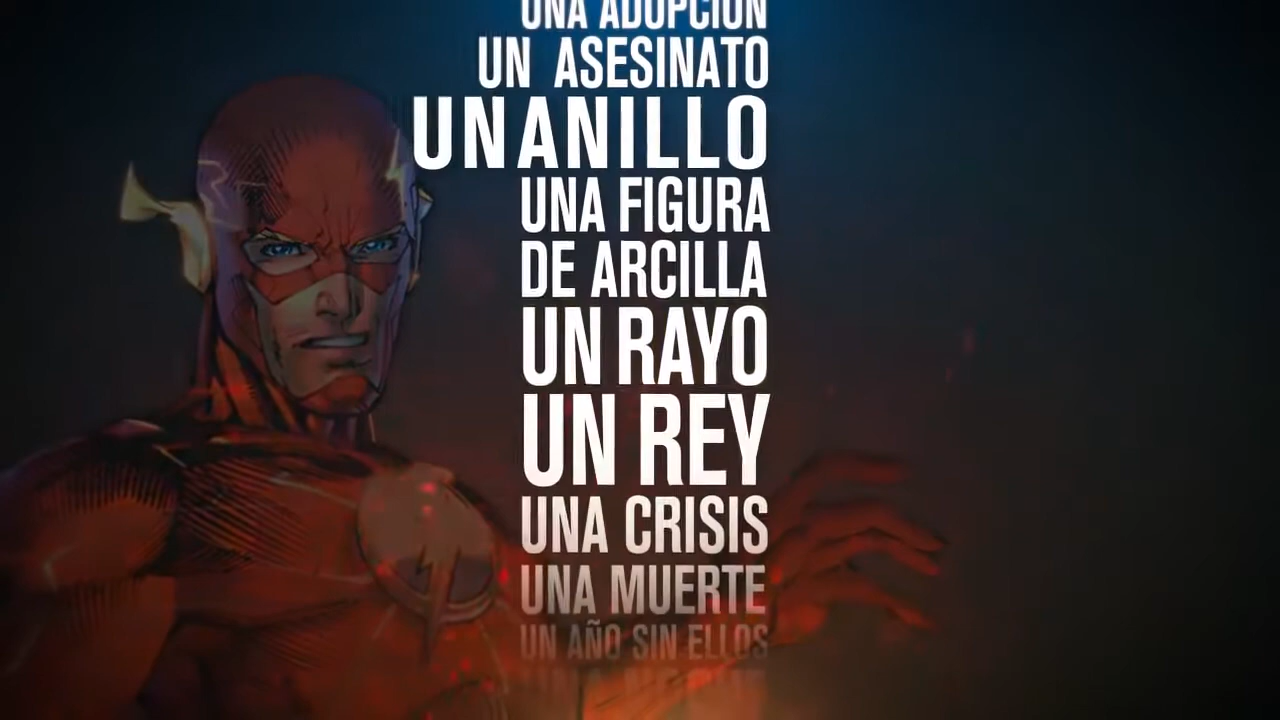 UNA ADOPCIÓN
UN ASESINATO
UN ANILLO
UNA FIGURA
DE ARCILLA
UN RAYO
UN REY
UNA CRISIS
UNA MUERTE
UN AÑO SIN ELLOS